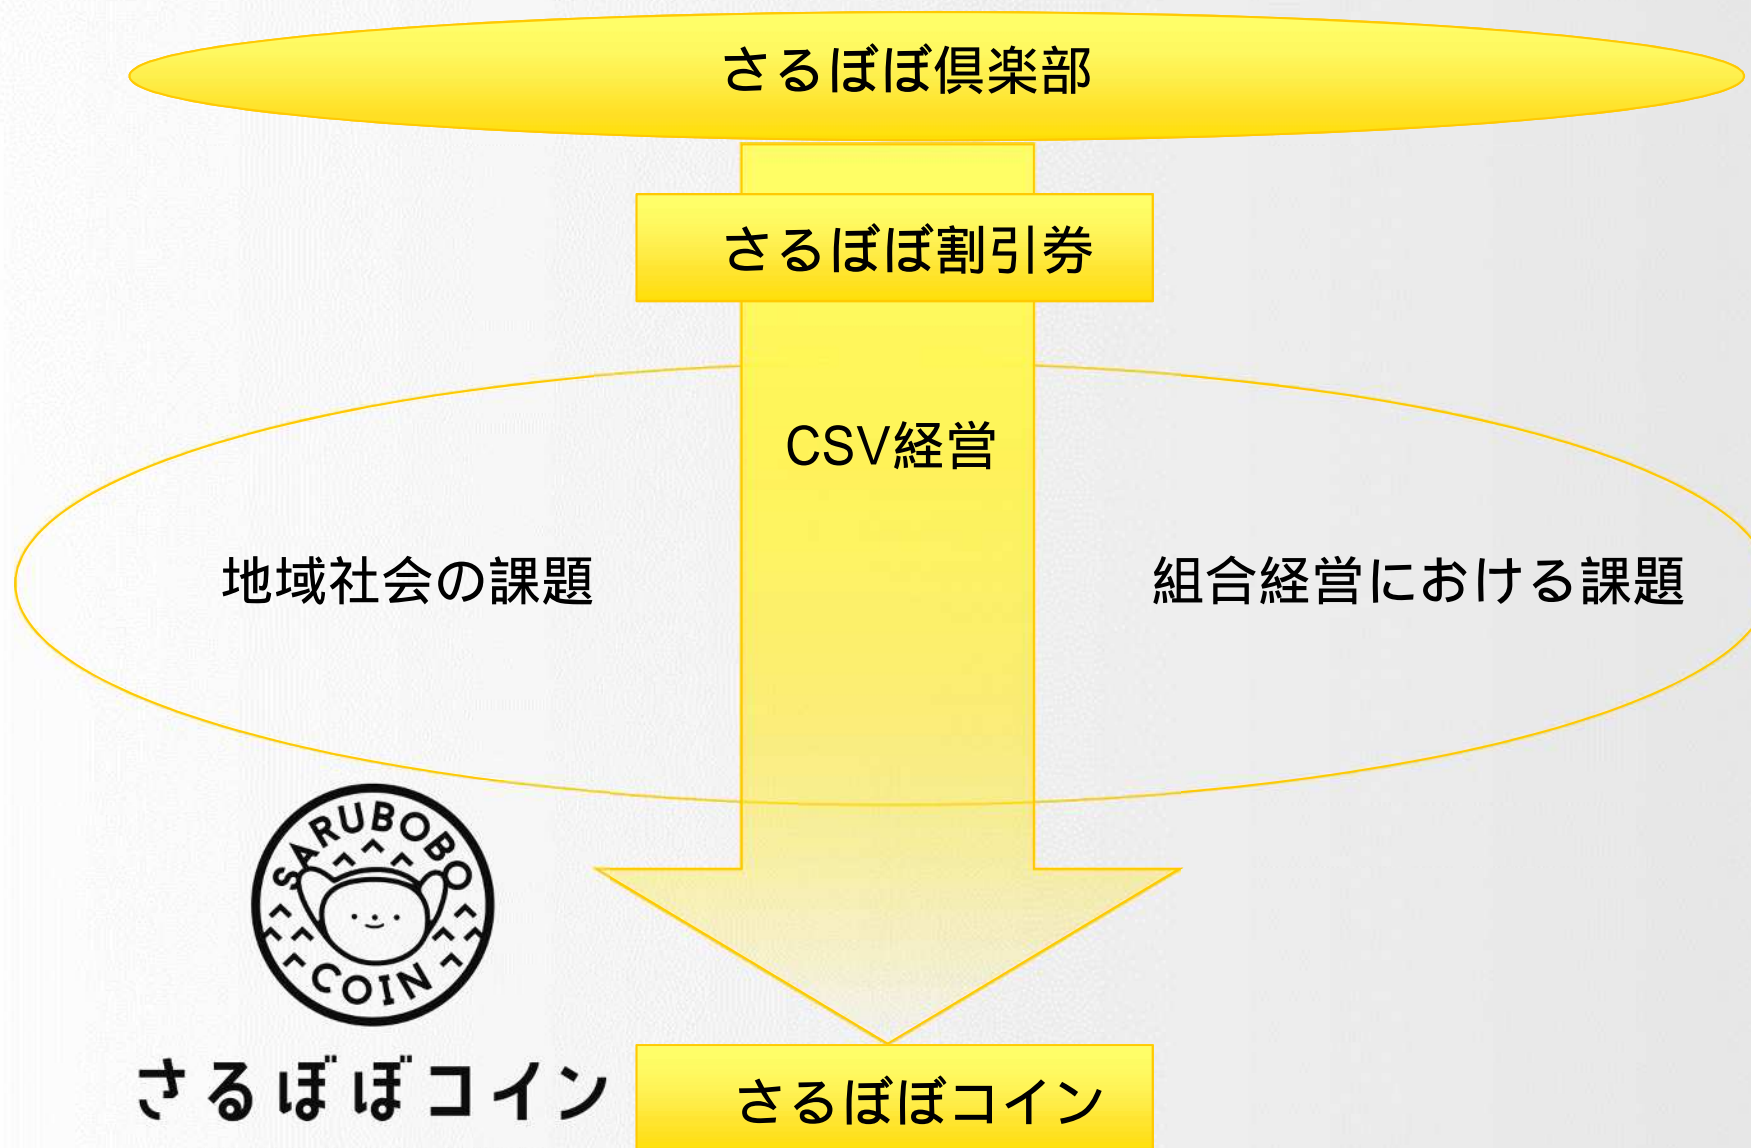 さるぼぼ倶楽部
さるぼぼ割引券
CSV経営
地域社会の課題
組合経営における課題
SARUBOBO
COIN
さるぼぼコイン
さるぼぼコイン